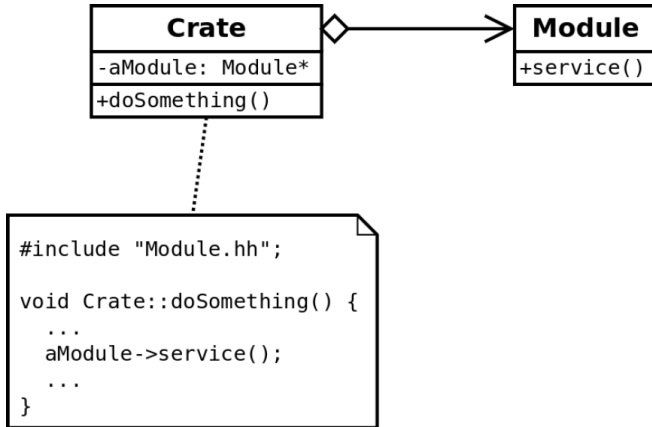 Crate
-aModule: Module*
+doSomething()
Module
+service()
#include "Module.hh";
void Crate::doSomething() {
...
aModule->service();
...
}